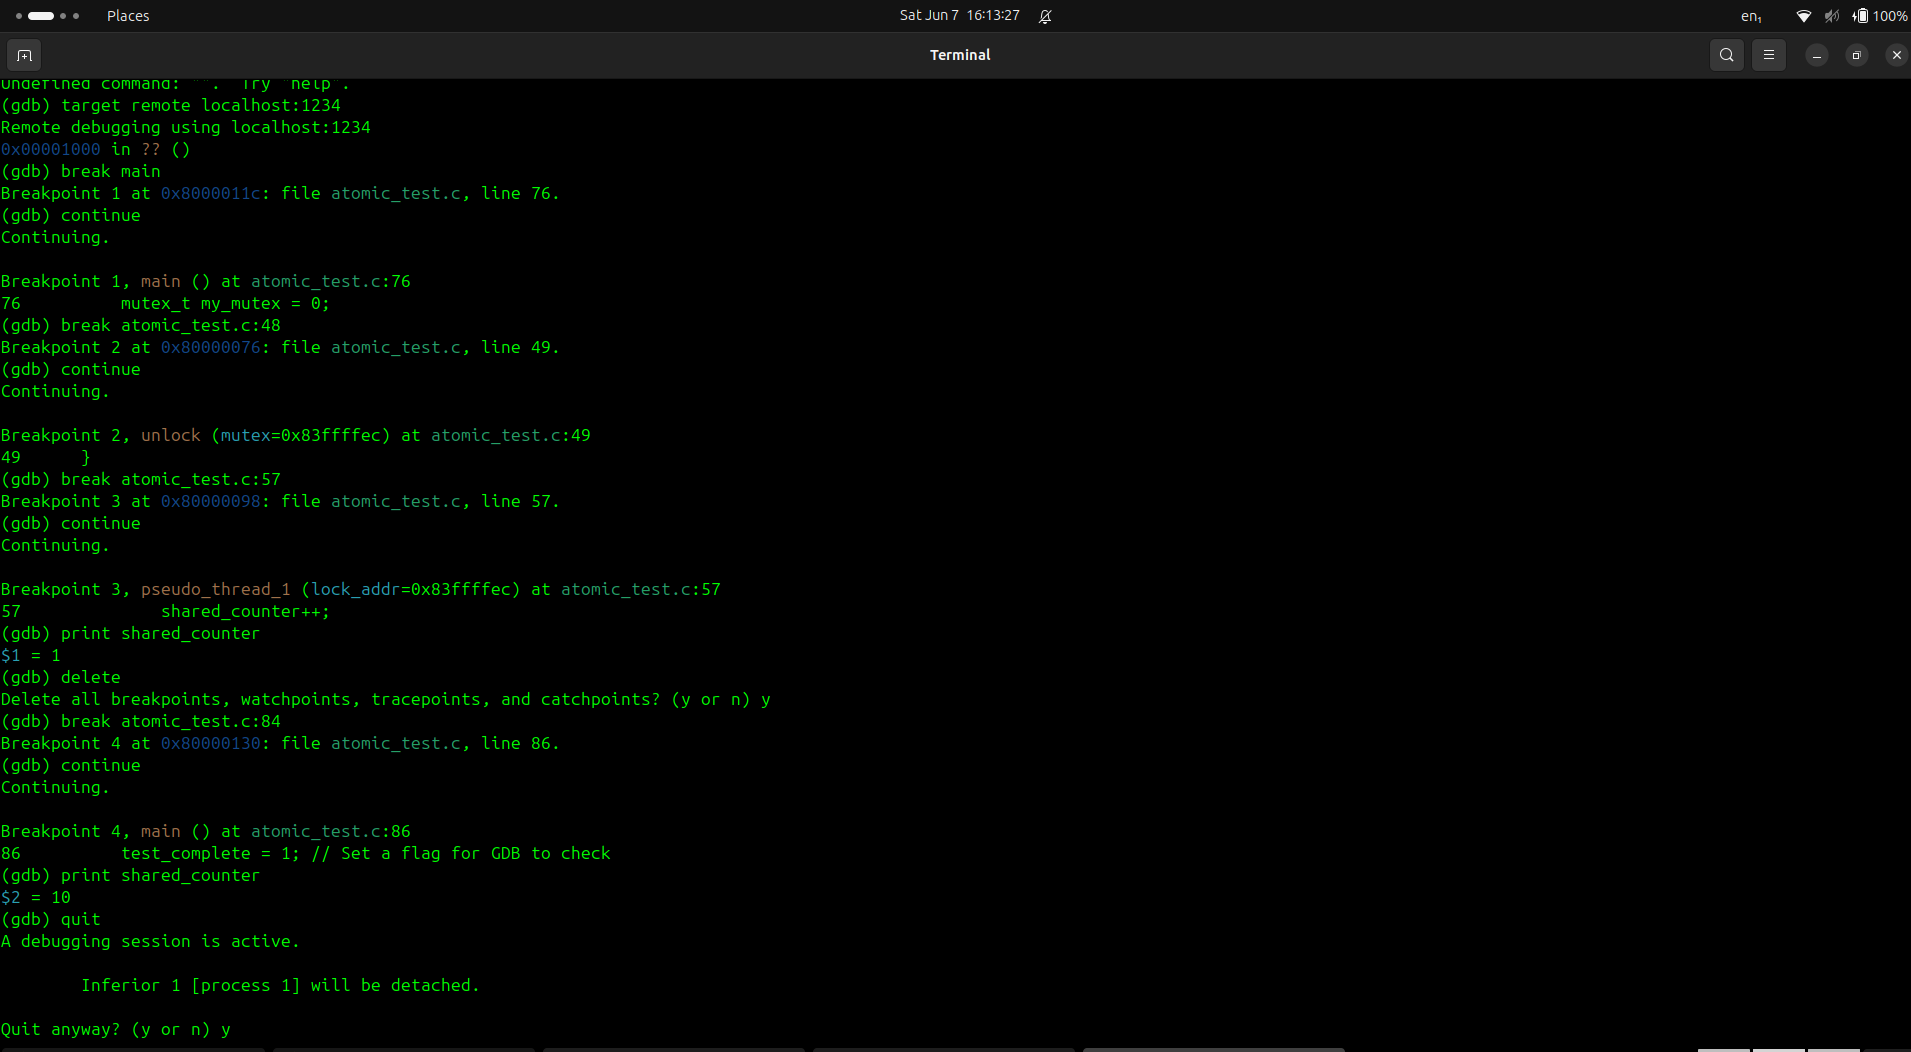 Places
Sat Jun 7 16:13:27
en₁
100%
Terminal
Undefined command: "". Try "help".
(gdb) target remote localhost:1234
Remote debugging using localhost:1234
0x00001000 in ?? ()
(gdb) break main
Breakpoint 1 at 0x8000011c: file atomic_test.c, line 76.
(gdb) continue
Continuing.
Breakpoint 1, main () at atomic_test.c:76
76          mutex_t my_mutex = 0;
(gdb) break atomic_test.c:48
Breakpoint 2 at 0x80000076: file atomic_test.c, line 49.
(gdb) continue
Continuing.
Breakpoint 2, unlock (mutex=0x83ffffec) at atomic_test.c:49
49      }
(gdb) break atomic_test.c:57
Breakpoint 3 at 0x80000098: file atomic_test.c, line 57.
(gdb) continue
Continuing.
Breakpoint 3, pseudo_thread_1 (lock_addr=0x83ffffec) at atomic_test.c:57
57              shared_counter++;
(gdb) print shared_counter
$1 = 1
(gdb) delete
Delete all breakpoints, watchpoints, tracepoints, and catchpoints? (y or n) y
(gdb) break atomic_test.c:84
Breakpoint 4 at 0x80000130: file atomic_test.c, line 86.
(gdb) continue
Continuing.
Breakpoint 4, main () at atomic_test.c:86
86          test_complete = 1; // Set a flag for GDB to check
(gdb) print shared_counter
$2 = 10
(gdb) quit
A debugging session is active.
        Inferior 1 [process 1] will be detached.
Quit anyway? (y or n) y